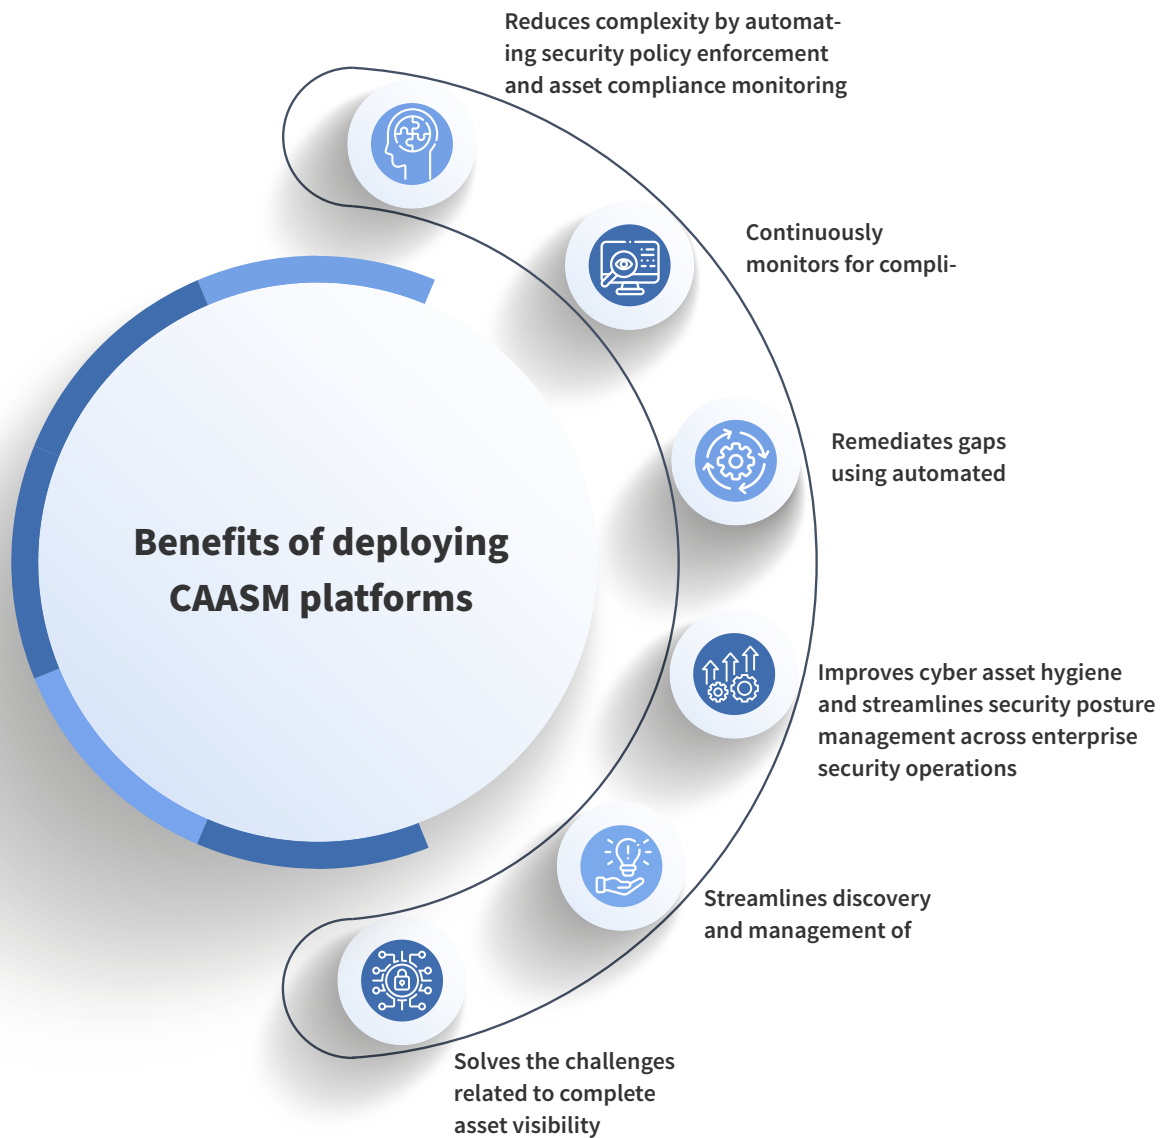 Reduces complexity by automat-
ing security policy enforcement
and asset compliance monitoring
Continuously
monitors for compli-
Remediates gaps
using automated
Benefits of deploying
CAASM platforms
Improves cyber asset hygiene
and streamlines security posture
management across enterprise
security operations
Streamlines discovery
and management of
Solves the challenges
related to complete
asset visibility